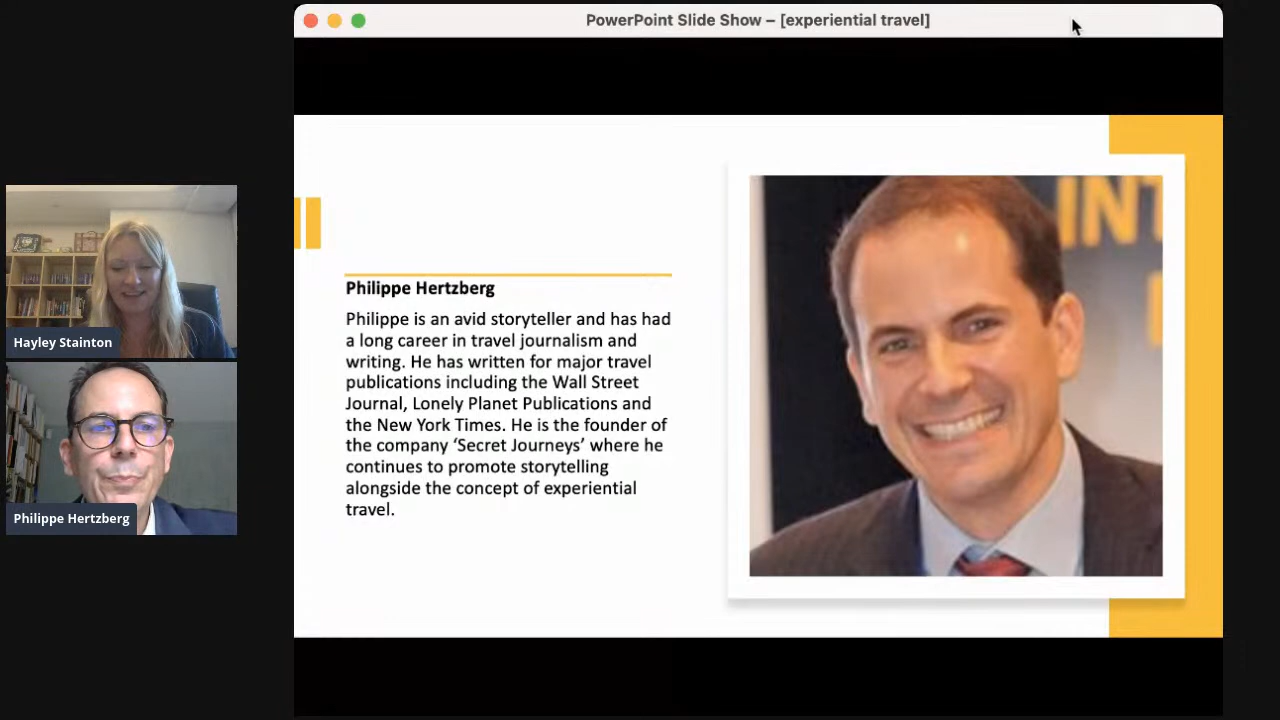 PowerPoint Slide Show – [experiential travel]
Hayley Stainton
Philippe Hertzberg
Philippe Hertzberg
Philippe is an avid storyteller and has had
a long career in travel journalism and
writing. He has written for major travel
publications including the Wall Street
Journal, Lonely Planet Publications and
the New York Times. He is the founder of
the company ‘Secret Journeys’ where he
continues to promote storytelling
alongside the concept of experiential
travel.
INT